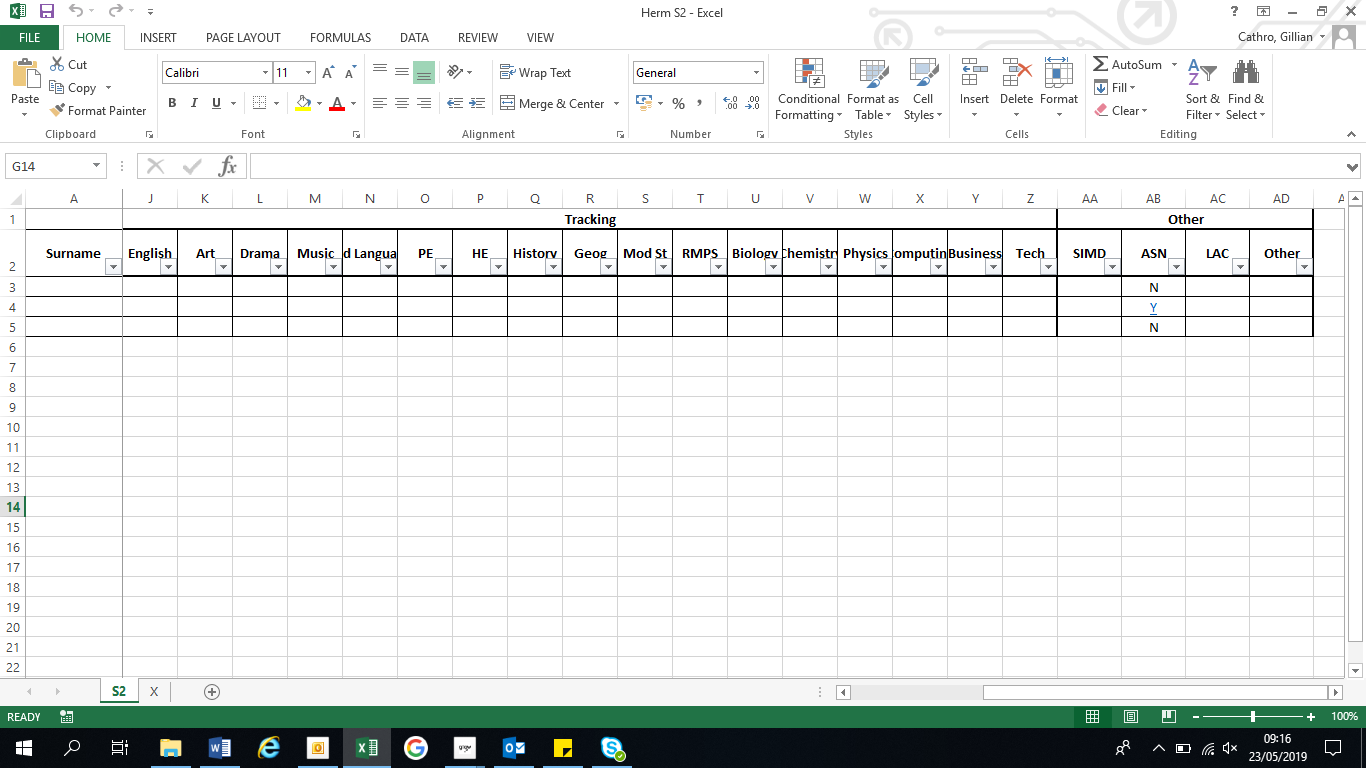 Herm S2 - Excel
FILE HOME INSERT PAGE LAYOUT FORMULAS DATA REVIEW VIEW Cathro, Gillian
Paste Cut Copy Format Painter Clipboard
Calibri 11 B I U A Font
Wrap Text Merge & Center Alignment
General % , Number
Conditional Formatting Format as Table Cell Styles Styles
Insert Delete Format Cells
AutoSum Fill Clear Sort & Filter Find & Select Editing
G14 fx
A J K L M N O P Q R S T U V W X Y Z AA AB AC AD
1 Tracking Other
2 Surname English Art Drama Music d Langua PE HE History Geog Mod St RMPS Biology Chemistry Physics Computin Business Tech SIMD ASN LAC Other
3 N
4 Y
5 N
6
7
8
9
10
11
12
13
14
15
16
17
18
19
20
21
22
S2 X
READY 100%
09:16
23/05/2019